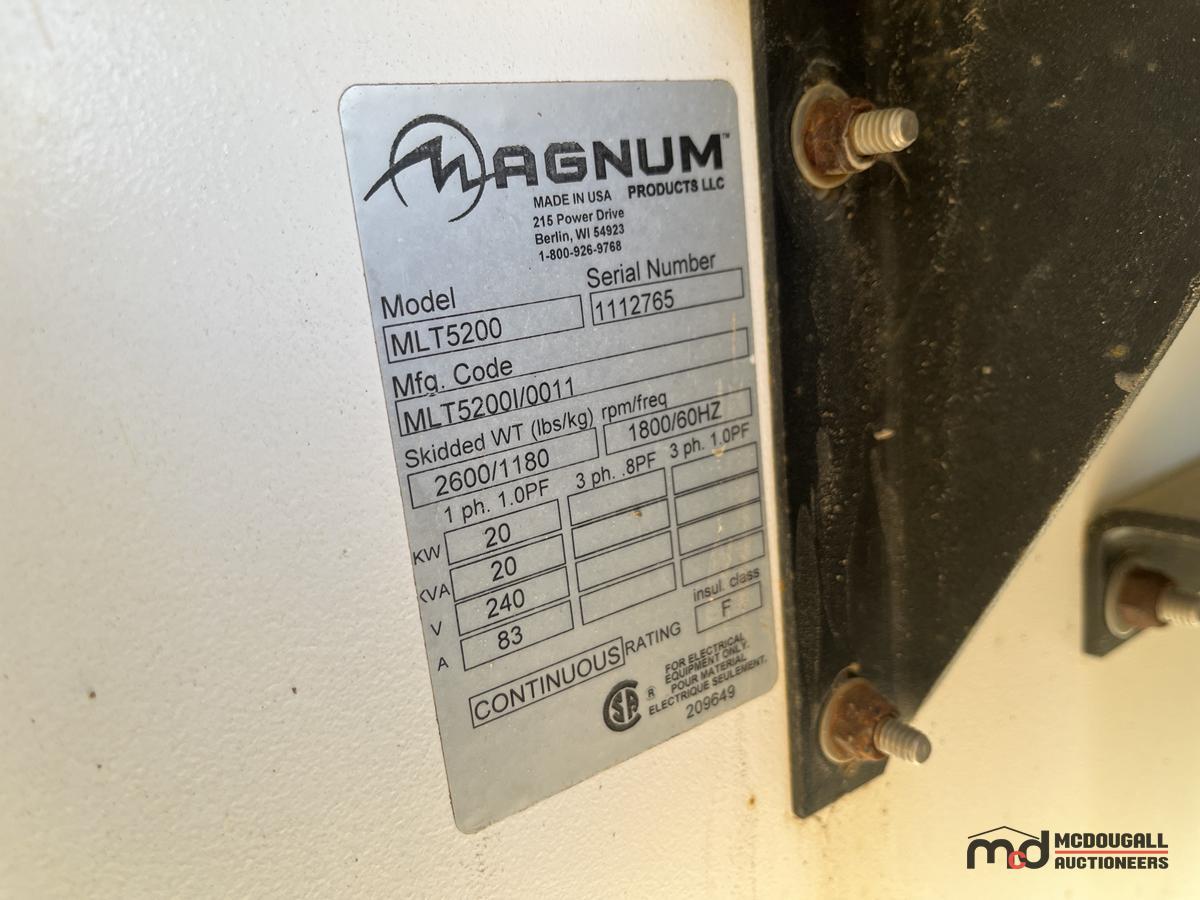 MAGNUM™
PRODUCTS LLC
MADE IN USA
215 Power Drive
Berlin, WI 54923
1-800-926-9768
Model Serial Number
MLT5200 1112765
Mfg. Code
MLT5200I/0011
Skidded WT (lbs/kg) rpm/freq
2600/1180 1800/60HZ
1 ph. 1.0PF 3 ph. .8PF 3 ph. 1.0PF
KW 20
KVA 20
V 240
A 83
insul. class
F
CONTINUOUS RATING
CSA ®
FOR ELECTRICAL
EQUIPMENT ONLY.
POUR MATERIAL
ELECTRIQUE SEULEMENT.
209649
mcd MCDOUGALL
AUCTIONEERS